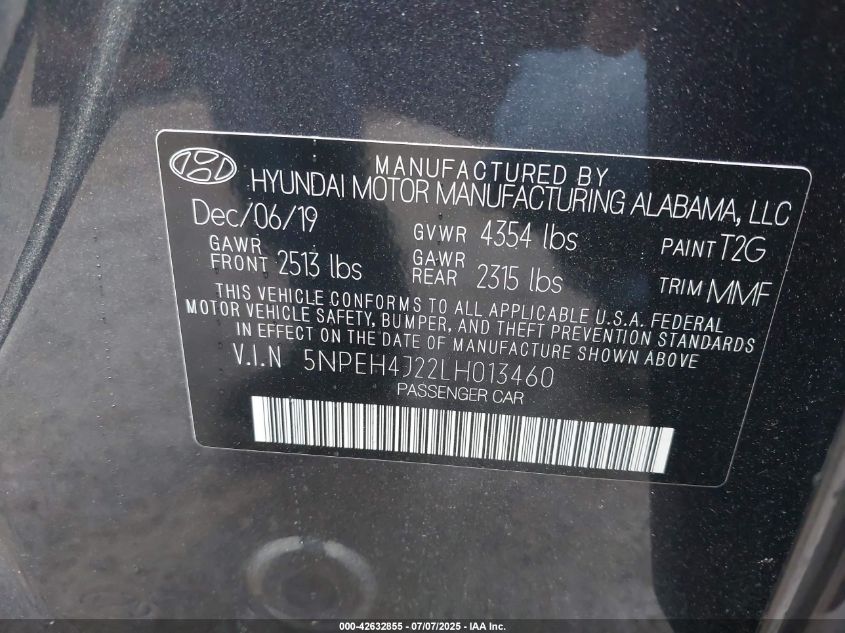 MANUFACTURED BY
HYUNDAI MOTOR MANUFACTURING ALABAMA, LLC
Dec/06/19 GVWR 4354 lbs PAINT T2G
GAWR FRONT 2513 lbs GAWR REAR 2315 lbs TRIM MMF
THIS VEHICLE CONFORMS TO ALL APPLICABLE U.S.A. FEDERAL
MOTOR VEHICLE SAFETY, BUMPER, AND THEFT PREVENTION STANDARDS
IN EFFECT ON THE DATE OF MANUFACTURE SHOWN ABOVE
V.I.N 5NPEH4J22LH013460
PASSENGER CAR
000-42632855 - 07/07/2025 - IAA Inc.